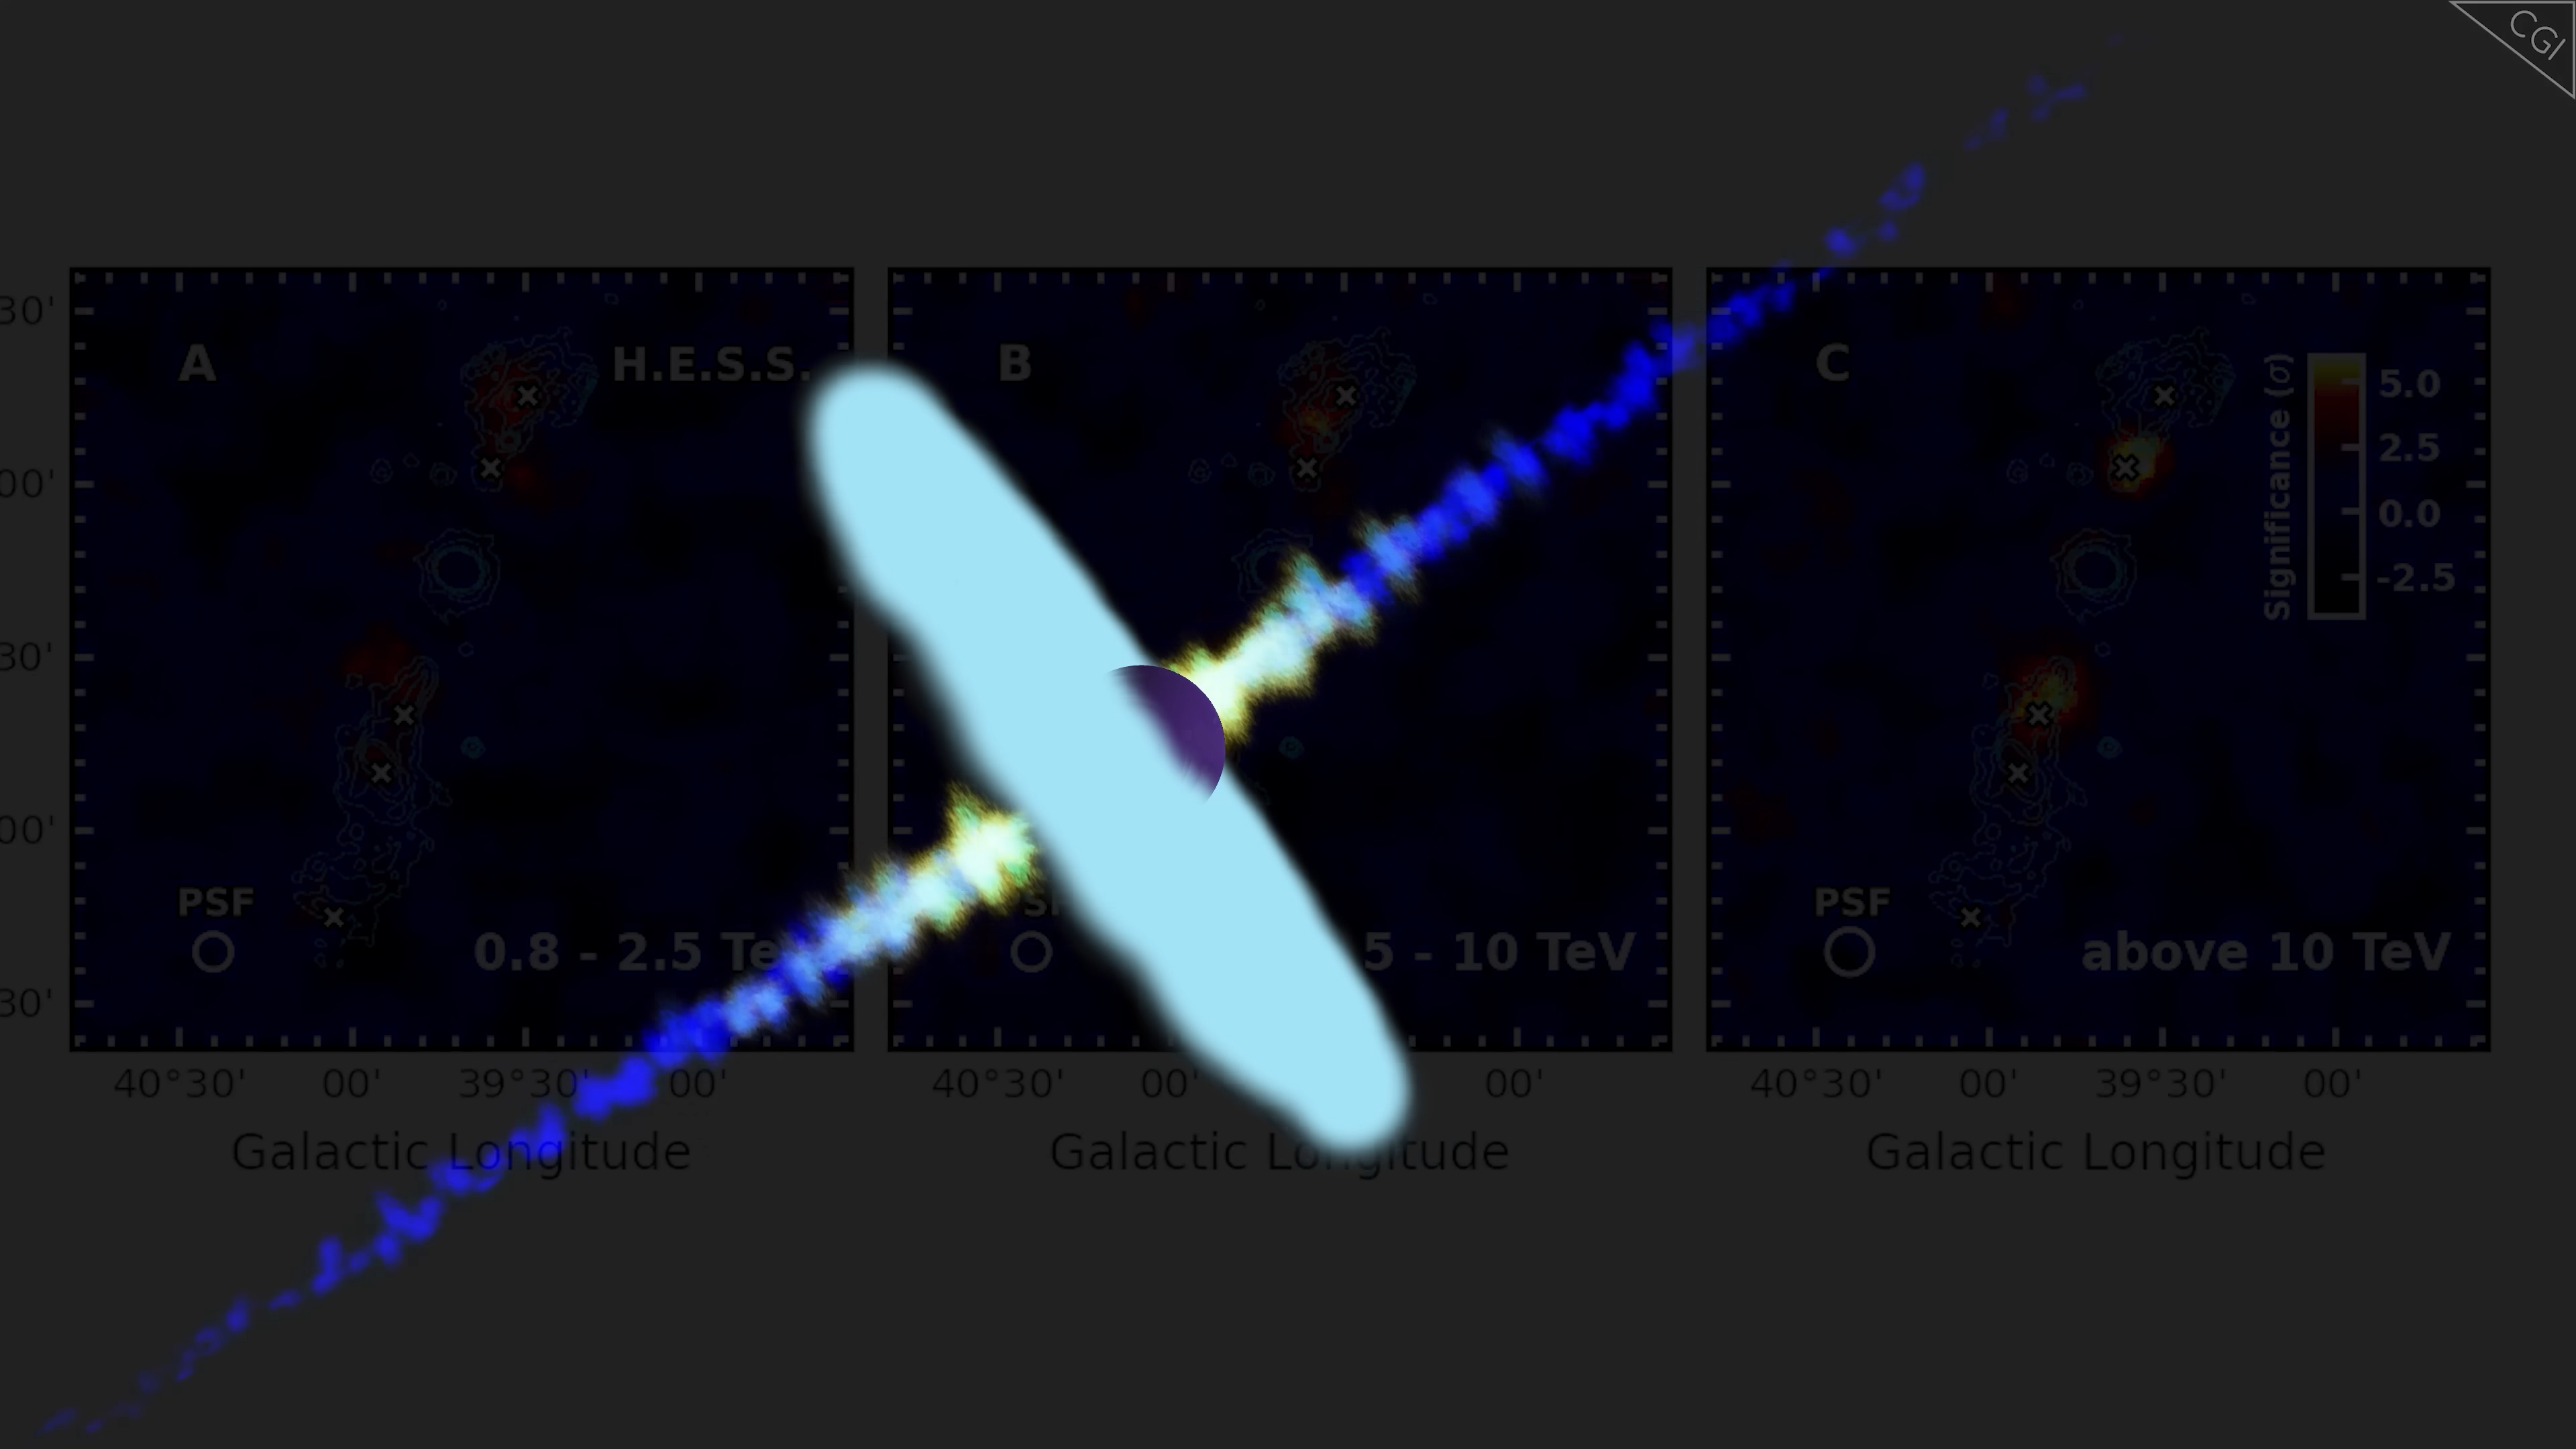 CGI
A
H.E.S.S.
B
C
Significance (σ)
5.0
2.5
0.0
-2.5
30'
00'
30'
00'
30'
PSF
PSF
0.8 - 2.5 Te
5 - 10 TeV
above 10 TeV
40°30' 00' 39°30' 00'
40°30' 00' 00'
40°30' 00' 39°30' 00'
Galactic Longitude
Galactic Longitude
Galactic Longitude